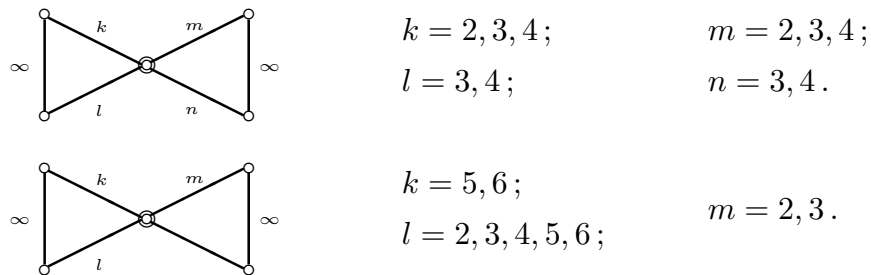 k m
k = 2, 3, 4 ; m = 2, 3, 4 ;
∞ ∞
l = 3, 4 ; n = 3, 4 .
l n
k m
k = 5, 6 ;
∞ ∞ m = 2, 3 .
l = 2, 3, 4, 5, 6 ;
l